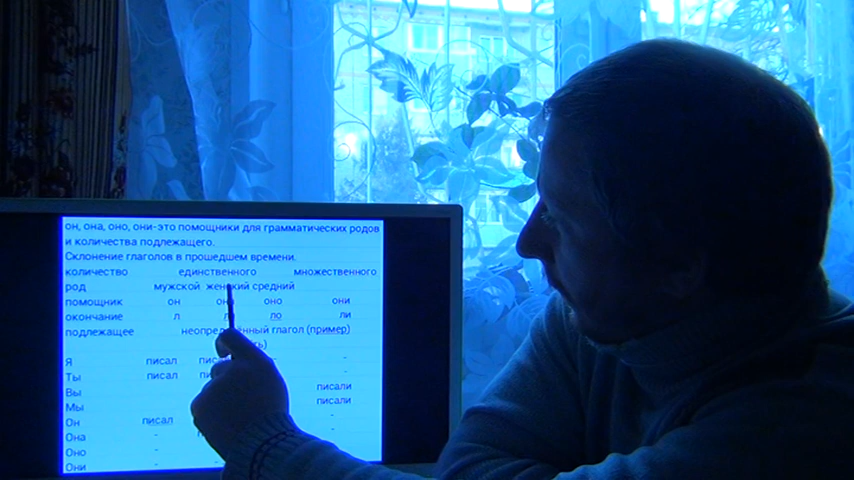 он, она, оно, они-это помощники для грамматических родов
и количества подлежащего.
Склонение глаголов в прошедшем времени.
количество единственного множественного
род мужской женский средний
помощник он она оно они
окончание л ло ли
подлежащее неопределённый глагол (пример)
Я писал -
Ты писал -
Вы писали
Мы писали
Он писал -
Она - -
Оно -
Они -